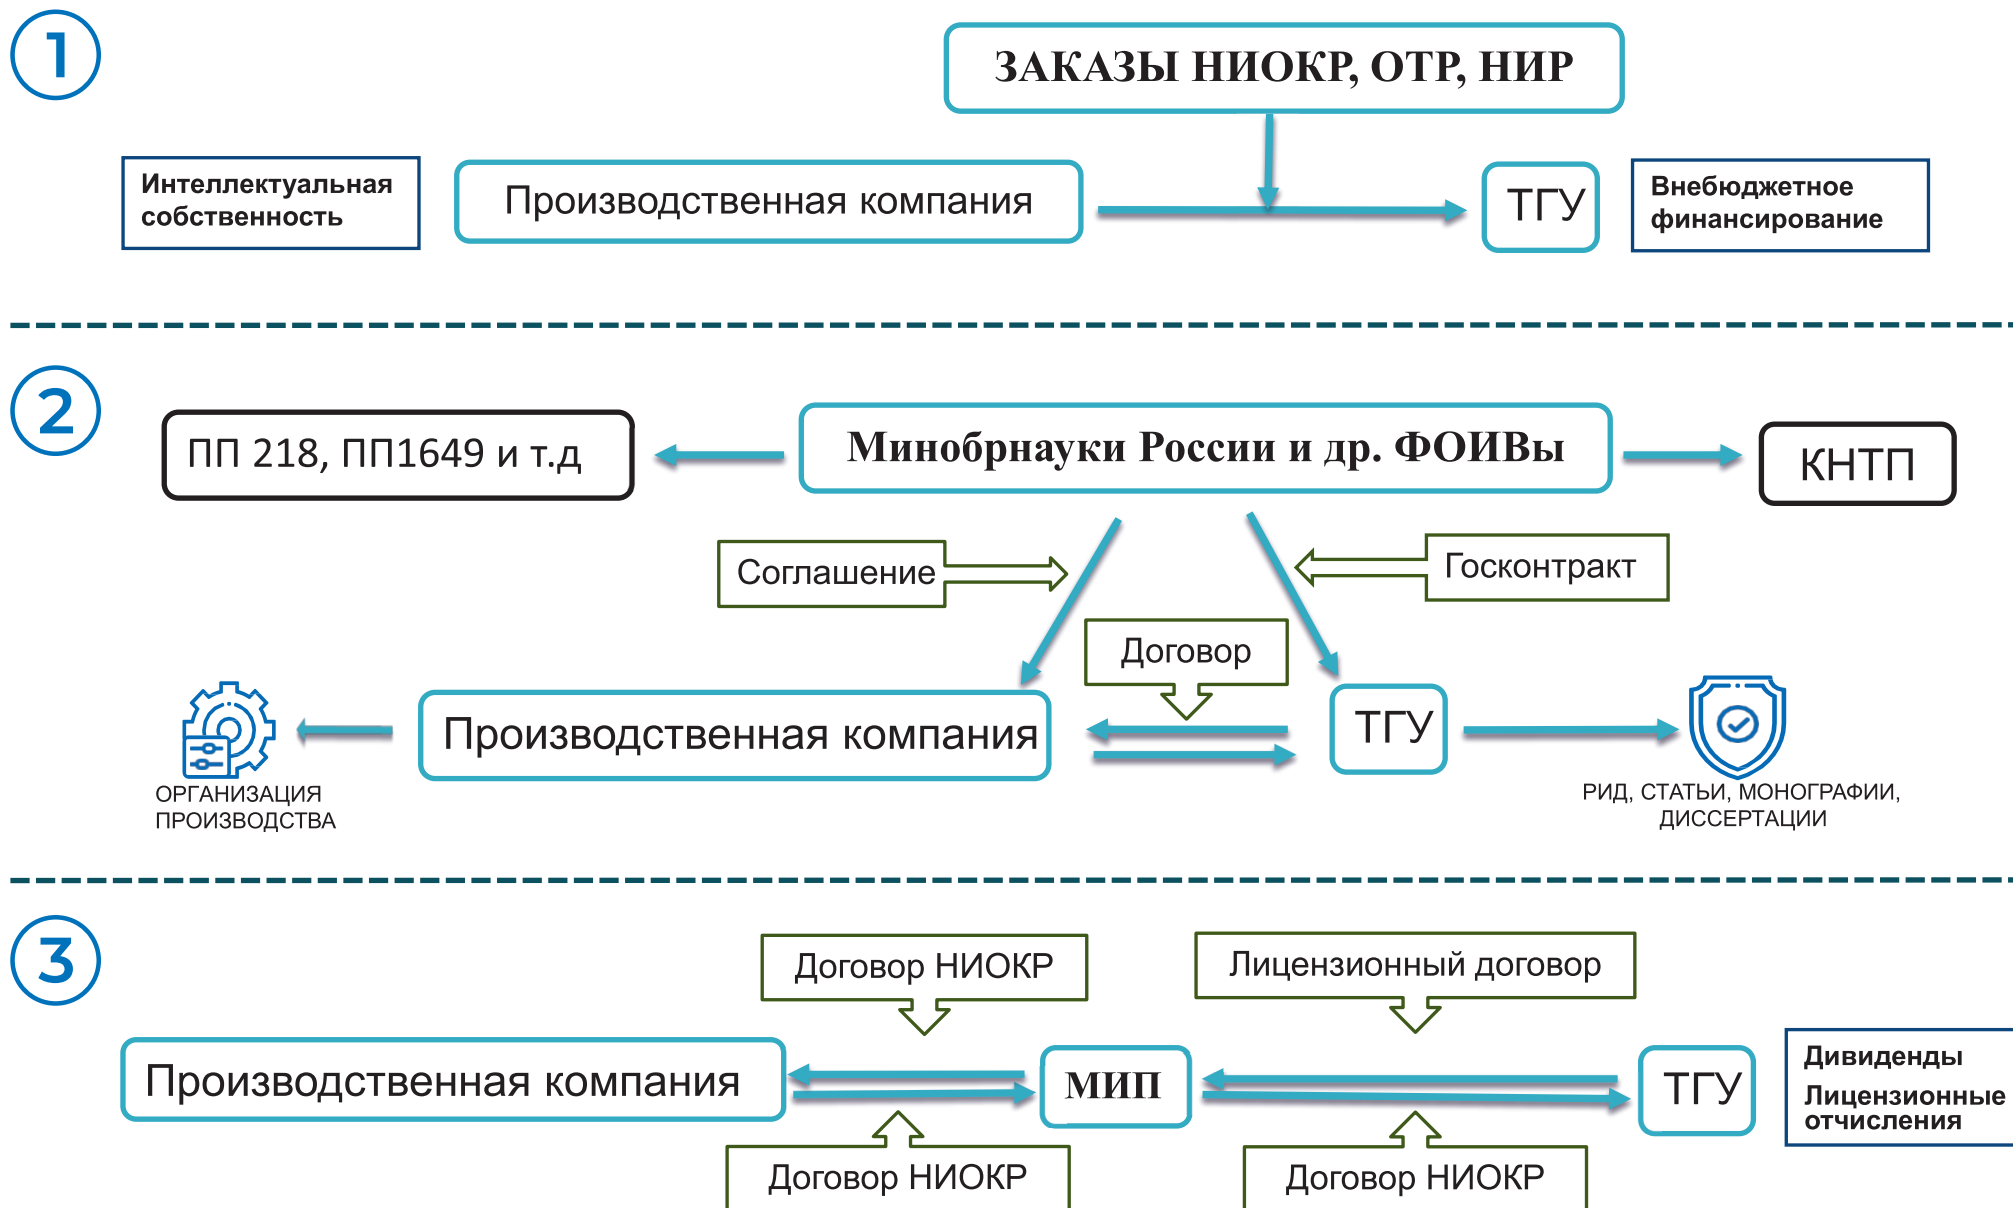 1
ЗАКАЗЫ НИОКР, ОТР, НИР
Интеллектуальная
собственность
Производственная компания
ТГУ
Внебюджетное
финансирование
2
ПП 218, ПП1649 и т.д
Минобрнауки России и др. ФОИВы
КНТП
Соглашение
Госконтракт
Договор
Производственная компания
ТГУ
ОРГАНИЗАЦИЯ
ПРОИЗВОДСТВА
РИД, СТАТЬИ, МОНОГРАФИИ,
ДИССЕРТАЦИИ
3
Договор НИОКР
Лицензионный договор
Производственная компания
МИП
ТГУ
Дивиденды
Лицензионные
отчисления
Договор НИОКР
Договор НИОКР